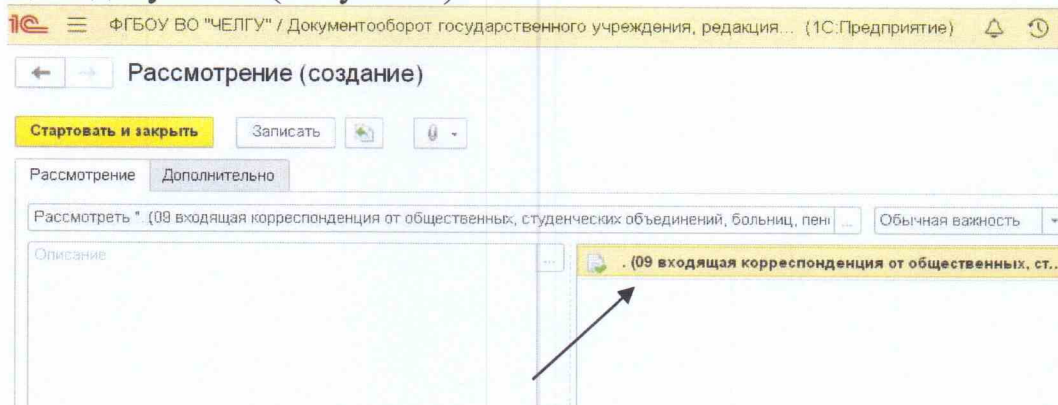 1С ФГБОУ ВО "ЧЕЛГУ" / Документооборот государственного учреждения, редакция... (1С:Предприятие)
Рассмотрение (создание)
Стартовать и закрыть Записать
Рассмотрение Дополнительно
Рассмотреть ". (09 входящая корреспонденция от общественных, студенческих объединений, больниц, пен ... Обычная важность
Описание ... . (09 входящая корреспонденция от общественных, ст...